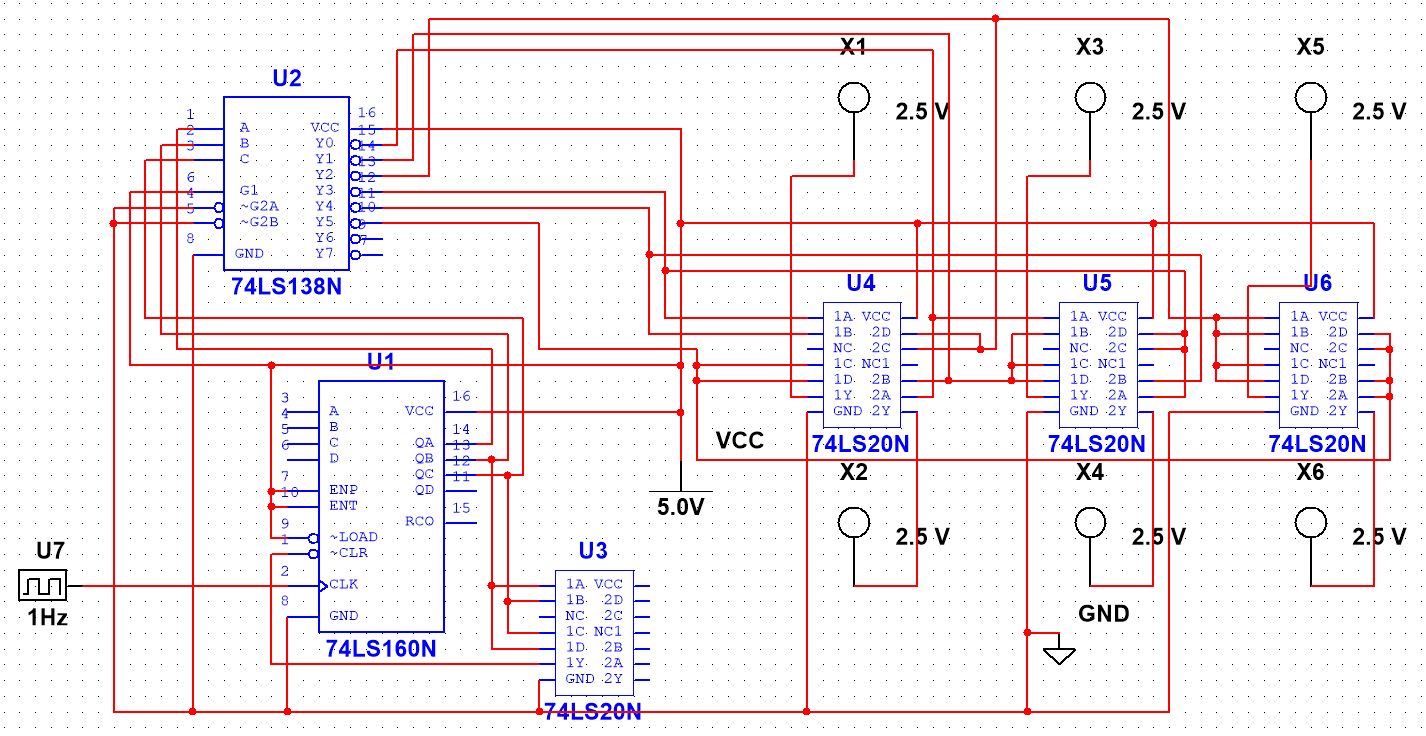 U2
1
2
3
6
4
5
8
A
B
C
G1
~G2A
~G2B
GND
VCC
Y0
Y1
Y2
Y3
Y4
Y5
Y6
Y7
16
15
14
13
12
11
10
9
7
74LS138N
X1
2.5 V
X3
2.5 V
X5
2.5 V
U4
1A VCC
1B 2D
NC 2C
1C NC1
1D 2B
1Y 2A
GND 2Y
74LS20N
U5
1A VCC
1B 2D
NC 2C
1C NC1
1D 2B
1Y 2A
GND 2Y
74LS20N
U6
1A VCC
1B 2D
NC 2C
1C NC1
1D 2B
1Y 2A
GND 2Y
74LS20N
U1
3
4
5
6
7
10
9
1
2
8
A
B
C
D
ENP
ENT
~LOAD
~CLR
CLK
GND
VCC
QA
QB
QC
QD
RCO
16
14
13
12
11
15
74LS160N
VCC
5.0V
X2
2.5 V
X4
2.5 V
X6
2.5 V
U7
1Hz
U3
1A VCC
1B 2D
NC 2C
1C NC1
1D 2B
1Y 2A
GND 2Y
74LS20N
GND